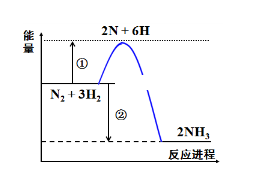 能量
2N + 6H
①
N₂ + 3H₂
②
2NH₃
反应进程